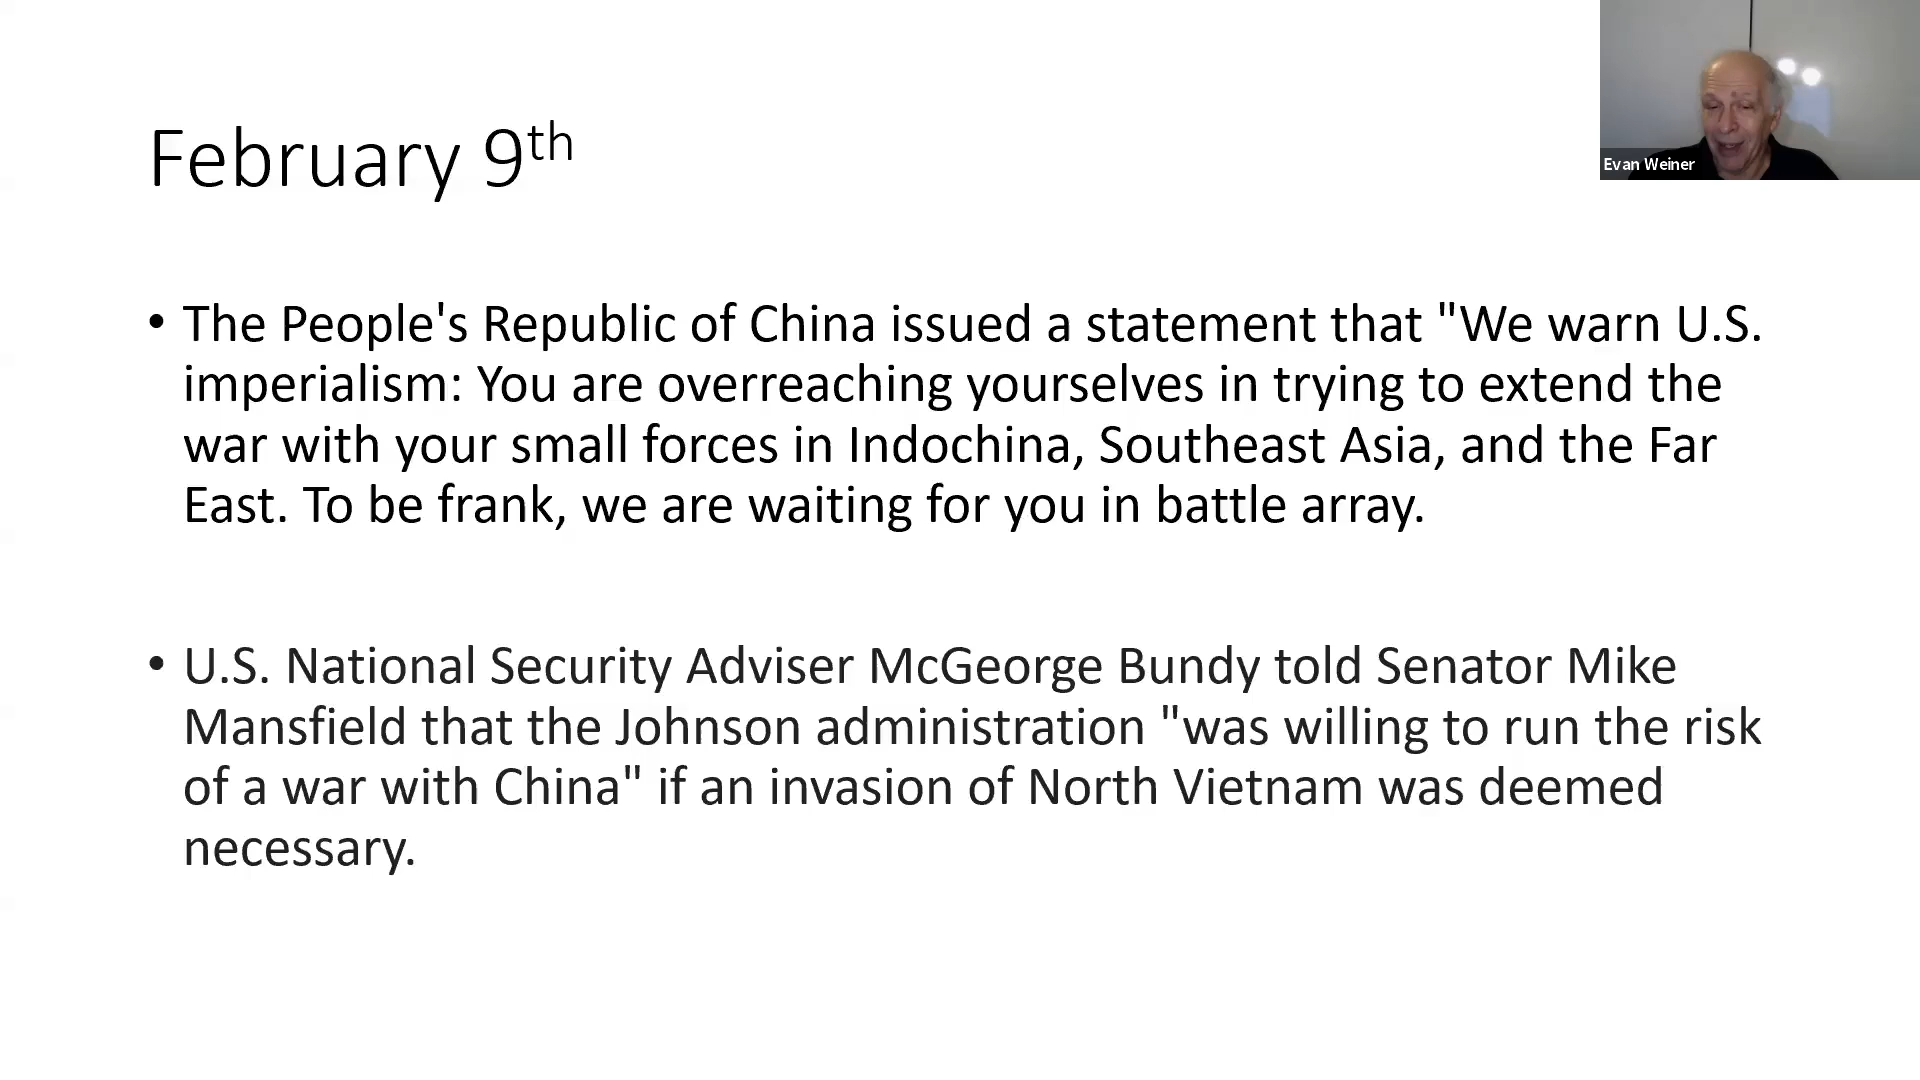 February 9th
Evan Weiner
• The People's Republic of China issued a statement that "We warn U.S.
imperialism: You are overreaching yourselves in trying to extend the
war with your small forces in Indochina, Southeast Asia, and the Far
East. To be frank, we are waiting for you in battle array.
• U.S. National Security Adviser McGeorge Bundy told Senator Mike
Mansfield that the Johnson administration "was willing to run the risk
of a war with China" if an invasion of North Vietnam was deemed
necessary.